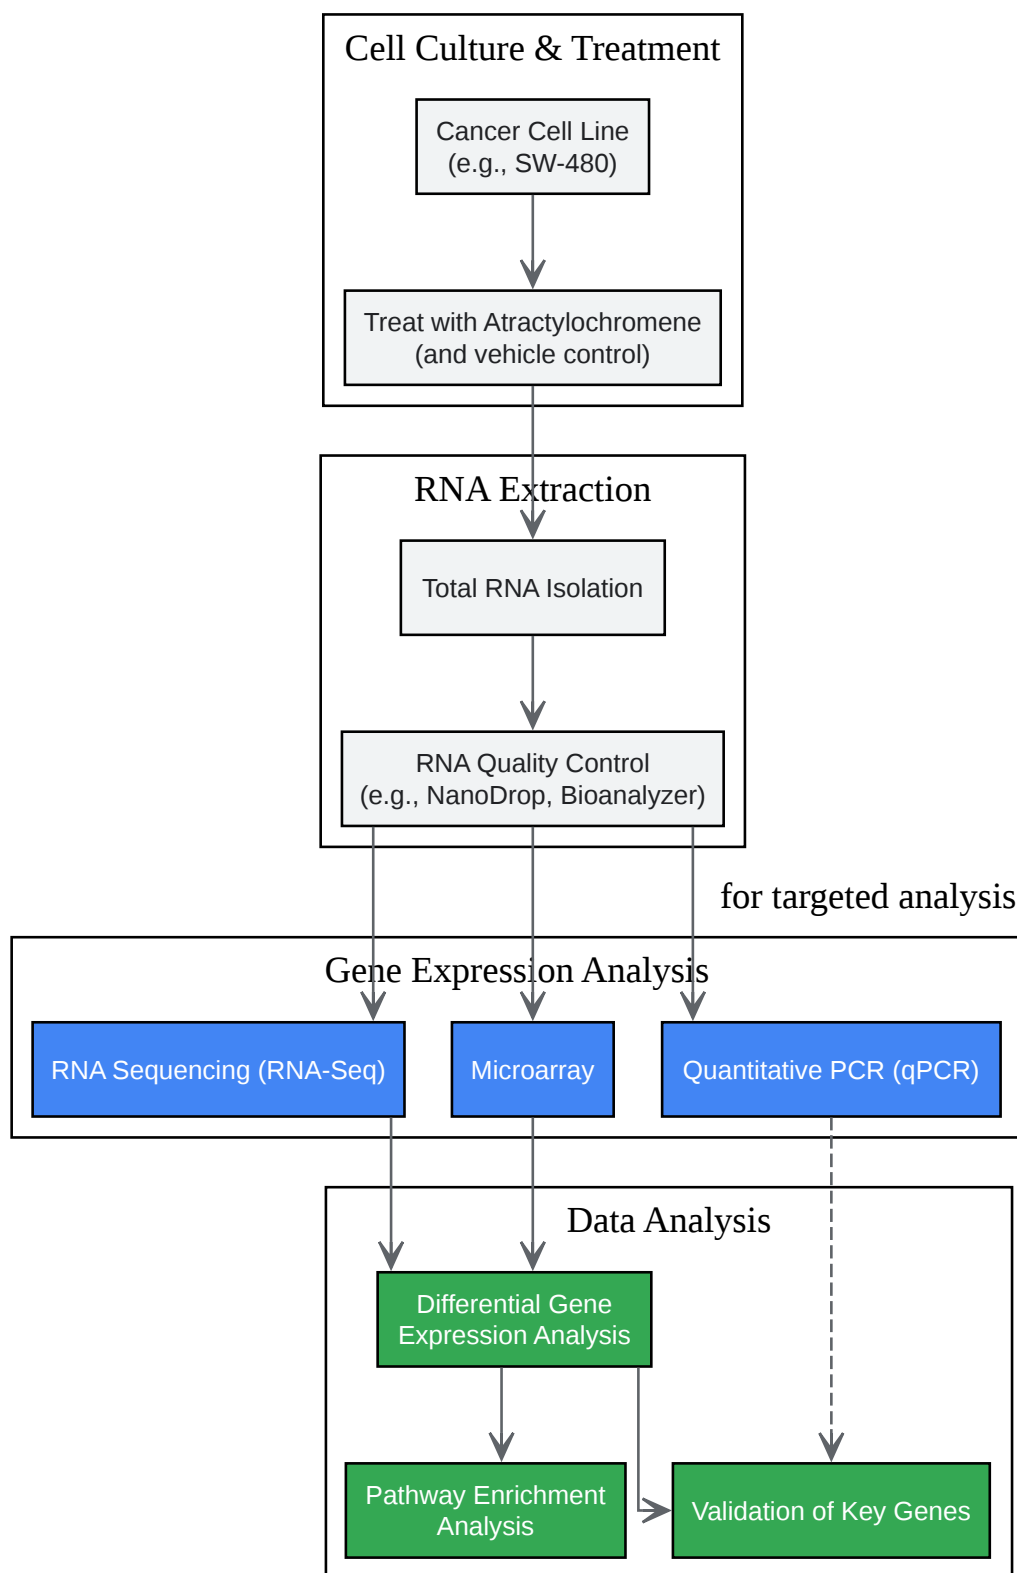 Cell Culture & Treatment
Cancer Cell Line
(e.g., SW-480)
Treat with Atractylochromene
(and vehicle control)
RNA Extraction
Total RNA Isolation
RNA Quality Control
(e.g., NanoDrop, Bioanalyzer)
for targeted analysis
Gene Expression Analysis
RNA Sequencing (RNA-Seq)
Microarray
Quantitative PCR (qPCR)
Data Analysis
Differential Gene
Expression Analysis
Pathway Enrichment
Analysis
Validation of Key Genes